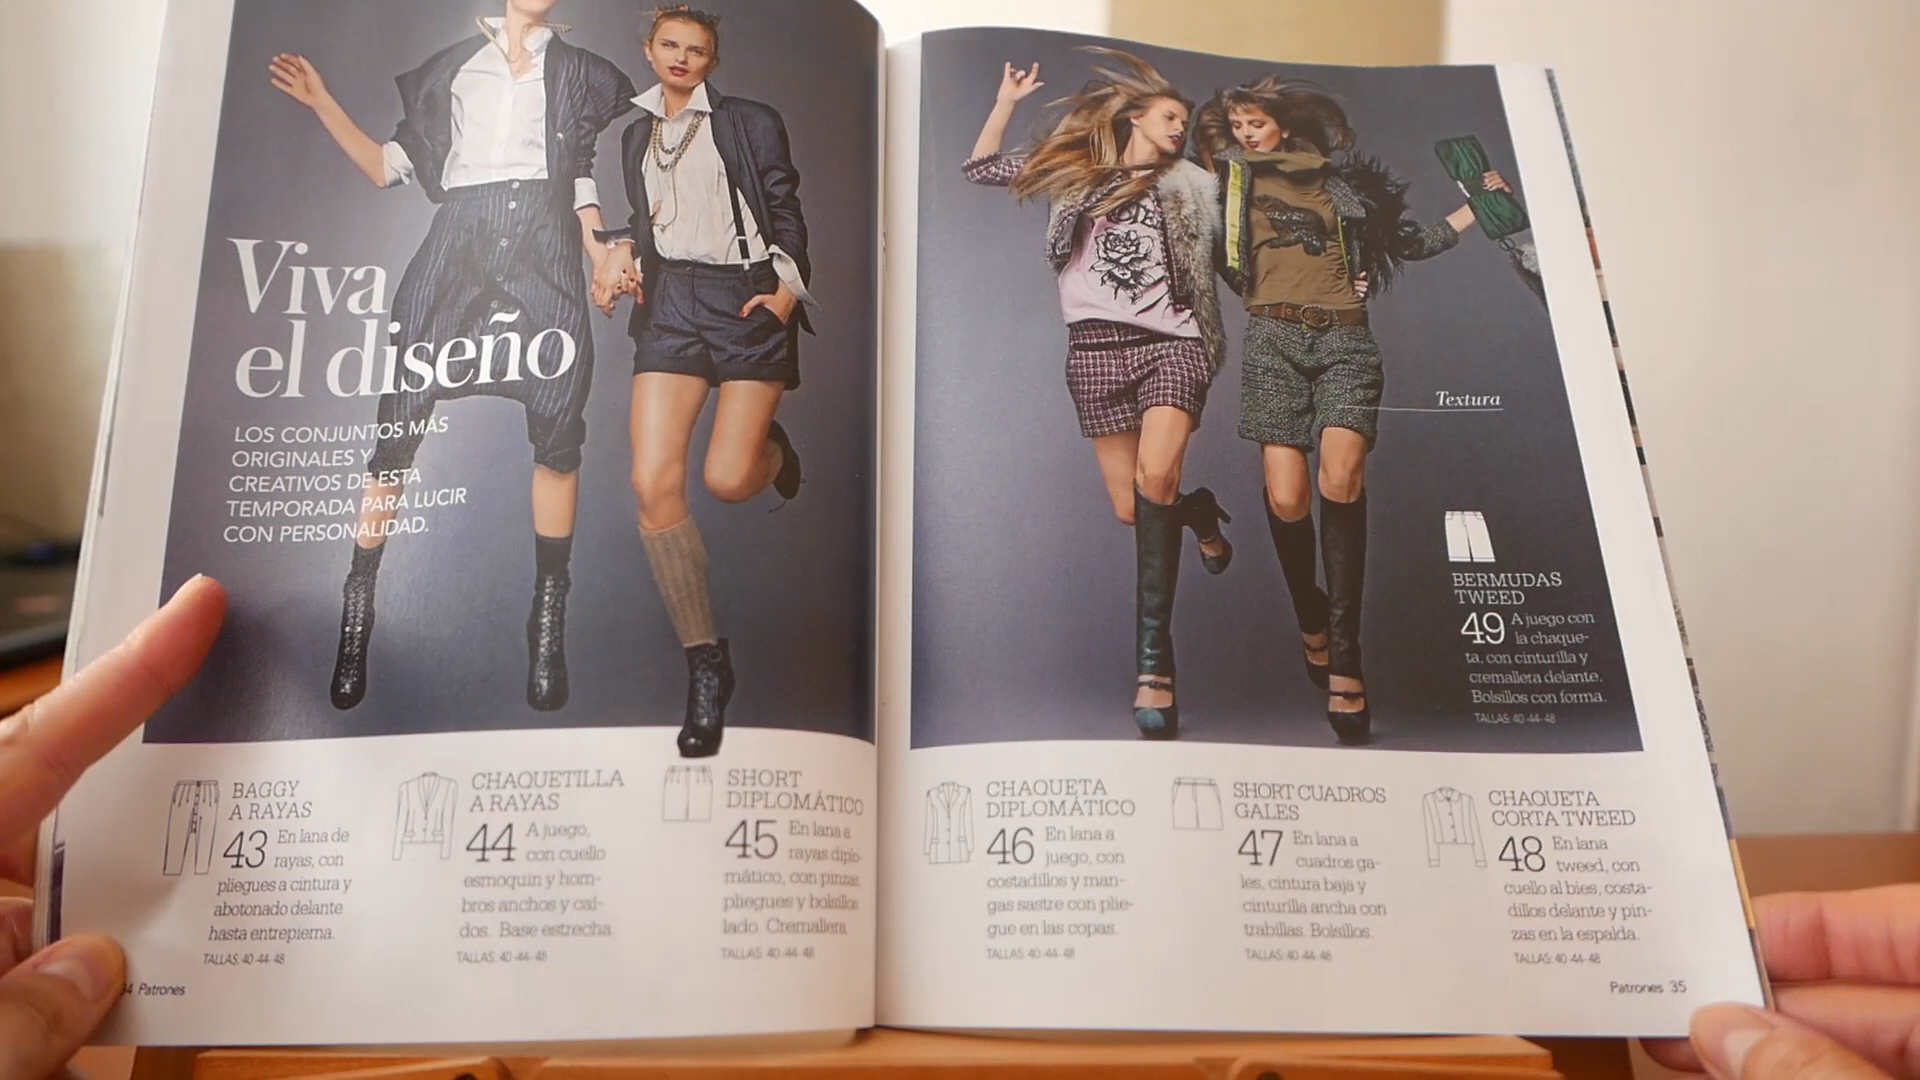 Viva
el diseño
LOS CONJUNTOS MÁS
ORIGINALES Y
CREATIVOS DE ESTA
TEMPORADA PARA LUCIR
CON PERSONALIDAD.
BAGGY
A RAYAS
43 En lana de
rayas, con
pliegues a cintura y
abotonado delante
hasta entrepierna.
TALLAS: 40-44-48
CHAQUETILLA
A RAYAS
44 A juego,
con cuello
esmoquin y hom-
bros anchos y caí-
dos. Base estrecha.
TALLAS: 40-44-48
SHORT
DIPLOMÁTICO
45 En lana a
rayas diplo-
mático, con pinzas,
pliegues y bolsillos
lado. Cremallera.
TALLAS: 40-44-48
34 Patrones
Textura
BERMUDAS
TWEED
49 A juego con
la chaque-
ta, con cinturilla y
cremallera delante.
Bolsillos con forma.
TALLAS: 40-44-48
CHAQUETA
DIPLOMÁTICO
46 En lana a
juego, con
costadillos y man-
gas sastre con plie-
gue en las copas.
TALLAS: 40-44-48
SHORT CUADROS
GALES
47 En lana a
cuadros ga-
les, cintura baja y
cinturilla ancha con
trabillas. Bolsillos.
TALLAS: 40-44-48
CHAQUETA
CORTA TWEED
48 En lana
tweed, con
cuello al bies, costa-
dillos delante y pin-
zas en la espalda.
TALLAS: 40-44-48
Patrones 35